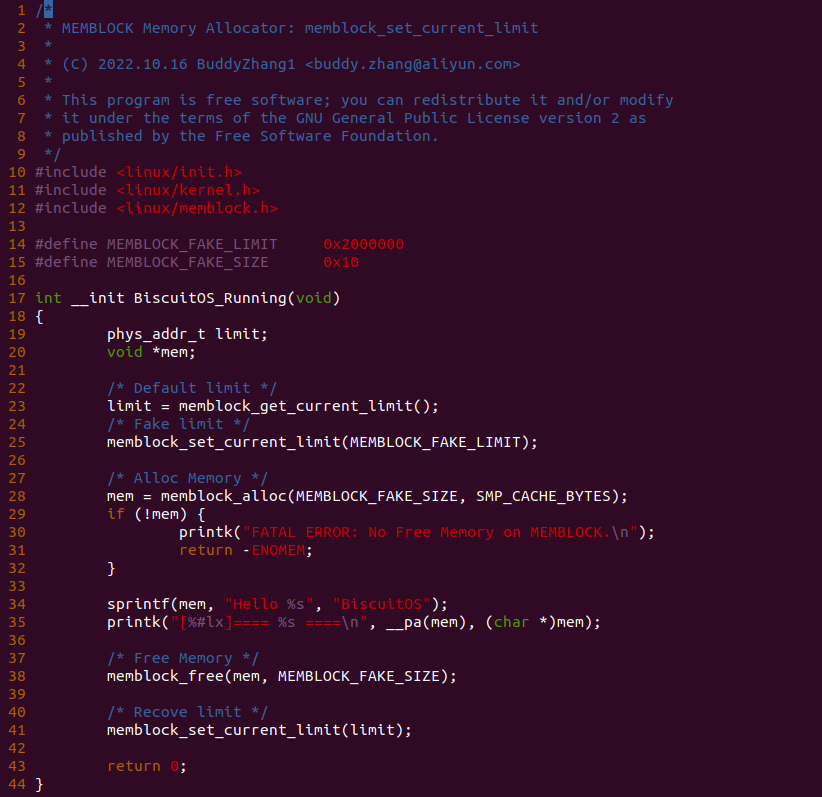 1 /*
2  * MEMBLOCK Memory Allocator: memblock_set_current_limit
3  *
4  * (C) 2022.10.16 BuddyZhang1 <buddy.zhang@aliyun.com>
5  *
6  * This program is free software; you can redistribute it and/or modify
7  * it under the terms of the GNU General Public License version 2 as
8  * published by the Free Software Foundation.
9  */
10 #include <linux/init.h>
11 #include <linux/kernel.h>
12 #include <linux/memblock.h>
13
14 #define MEMBLOCK_FAKE_LIMIT     0x2000000
15 #define MEMBLOCK_FAKE_SIZE      0x10
16
17 int __init BiscuitOS_Running(void)
18 {
19         phys_addr_t limit;
20         void *mem;
21
22         /* Default limit */
23         limit = memblock_get_current_limit();
24         /* Fake limit */
25         memblock_set_current_limit(MEMBLOCK_FAKE_LIMIT);
26
27         /* Alloc Memory */
28         mem = memblock_alloc(MEMBLOCK_FAKE_SIZE, SMP_CACHE_BYTES);
29         if (!mem) {
30                 printk("FATAL ERROR: No Free Memory on MEMBLOCK.\n");
31                 return -ENOMEM;
32         }
33
34         sprintf(mem, "Hello %s", "BiscuitOS");
35         printk("[%#lx]==== %s ====\n", __pa(mem), (char *)mem);
36
37         /* Free Memory */
38         memblock_free(mem, MEMBLOCK_FAKE_SIZE);
39
40         /* Recove limit */
41         memblock_set_current_limit(limit);
42
43         return 0;
44 }